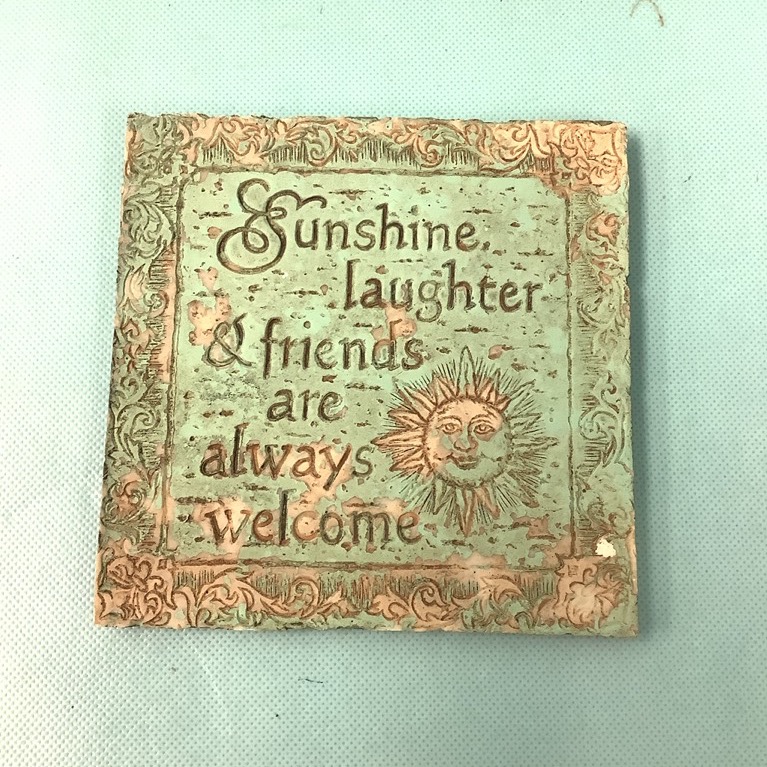 Sunshine,
laughter
& friends
are
always
welcome